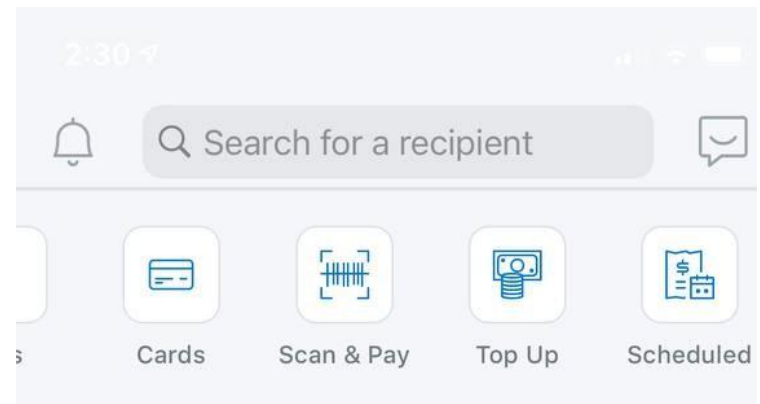 2:30
Search for a recipient
s
Cards
Scan & Pay
Top Up
Scheduled